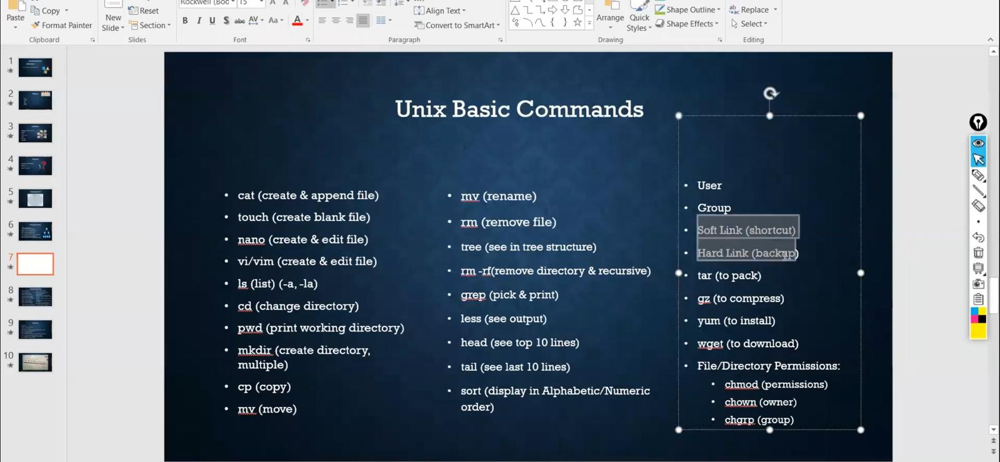 Paste
Copy
Format Painter
Clipboard
New
Slide
Reset
Section
Slides
Rockwell (Boc
15
A A
B I U S abc AV Aa A
Font
Align Text
Convert to SmartArt
Paragraph
Arrange
Quick
Styles
Shape Outline
Shape Effects
Drawing
Replace
Select
Editing
1
2
3
4
5
6
7
8
9
10
Unix Basic Commands
• cat (create & append file)
• touch (create blank file)
• nano (create & edit file)
• vi/vim (create & edit file)
• ls (list) (-a, -la)
• cd (change directory)
• pwd (print working directory)
• mkdir (create directory,
multiple)
• cp (copy)
• mv (move)
• mv (rename)
• rm (remove file)
• tree (see in tree structure)
• rm -rf(remove directory & recursive)
• grep (pick & print)
• less (see output)
• head (see top 10 lines)
• tail (see last 10 lines)
• sort (display in Alphabetic/Numeric
order)
• User
• Group
• Soft Link (shortcut)
• Hard Link (backup)
• tar (to pack)
• gz (to compress)
• yum (to install)
• wget (to download)
• File/Directory Permissions:
• chmod (permissions)
• chown (owner)
• chgrp (group)